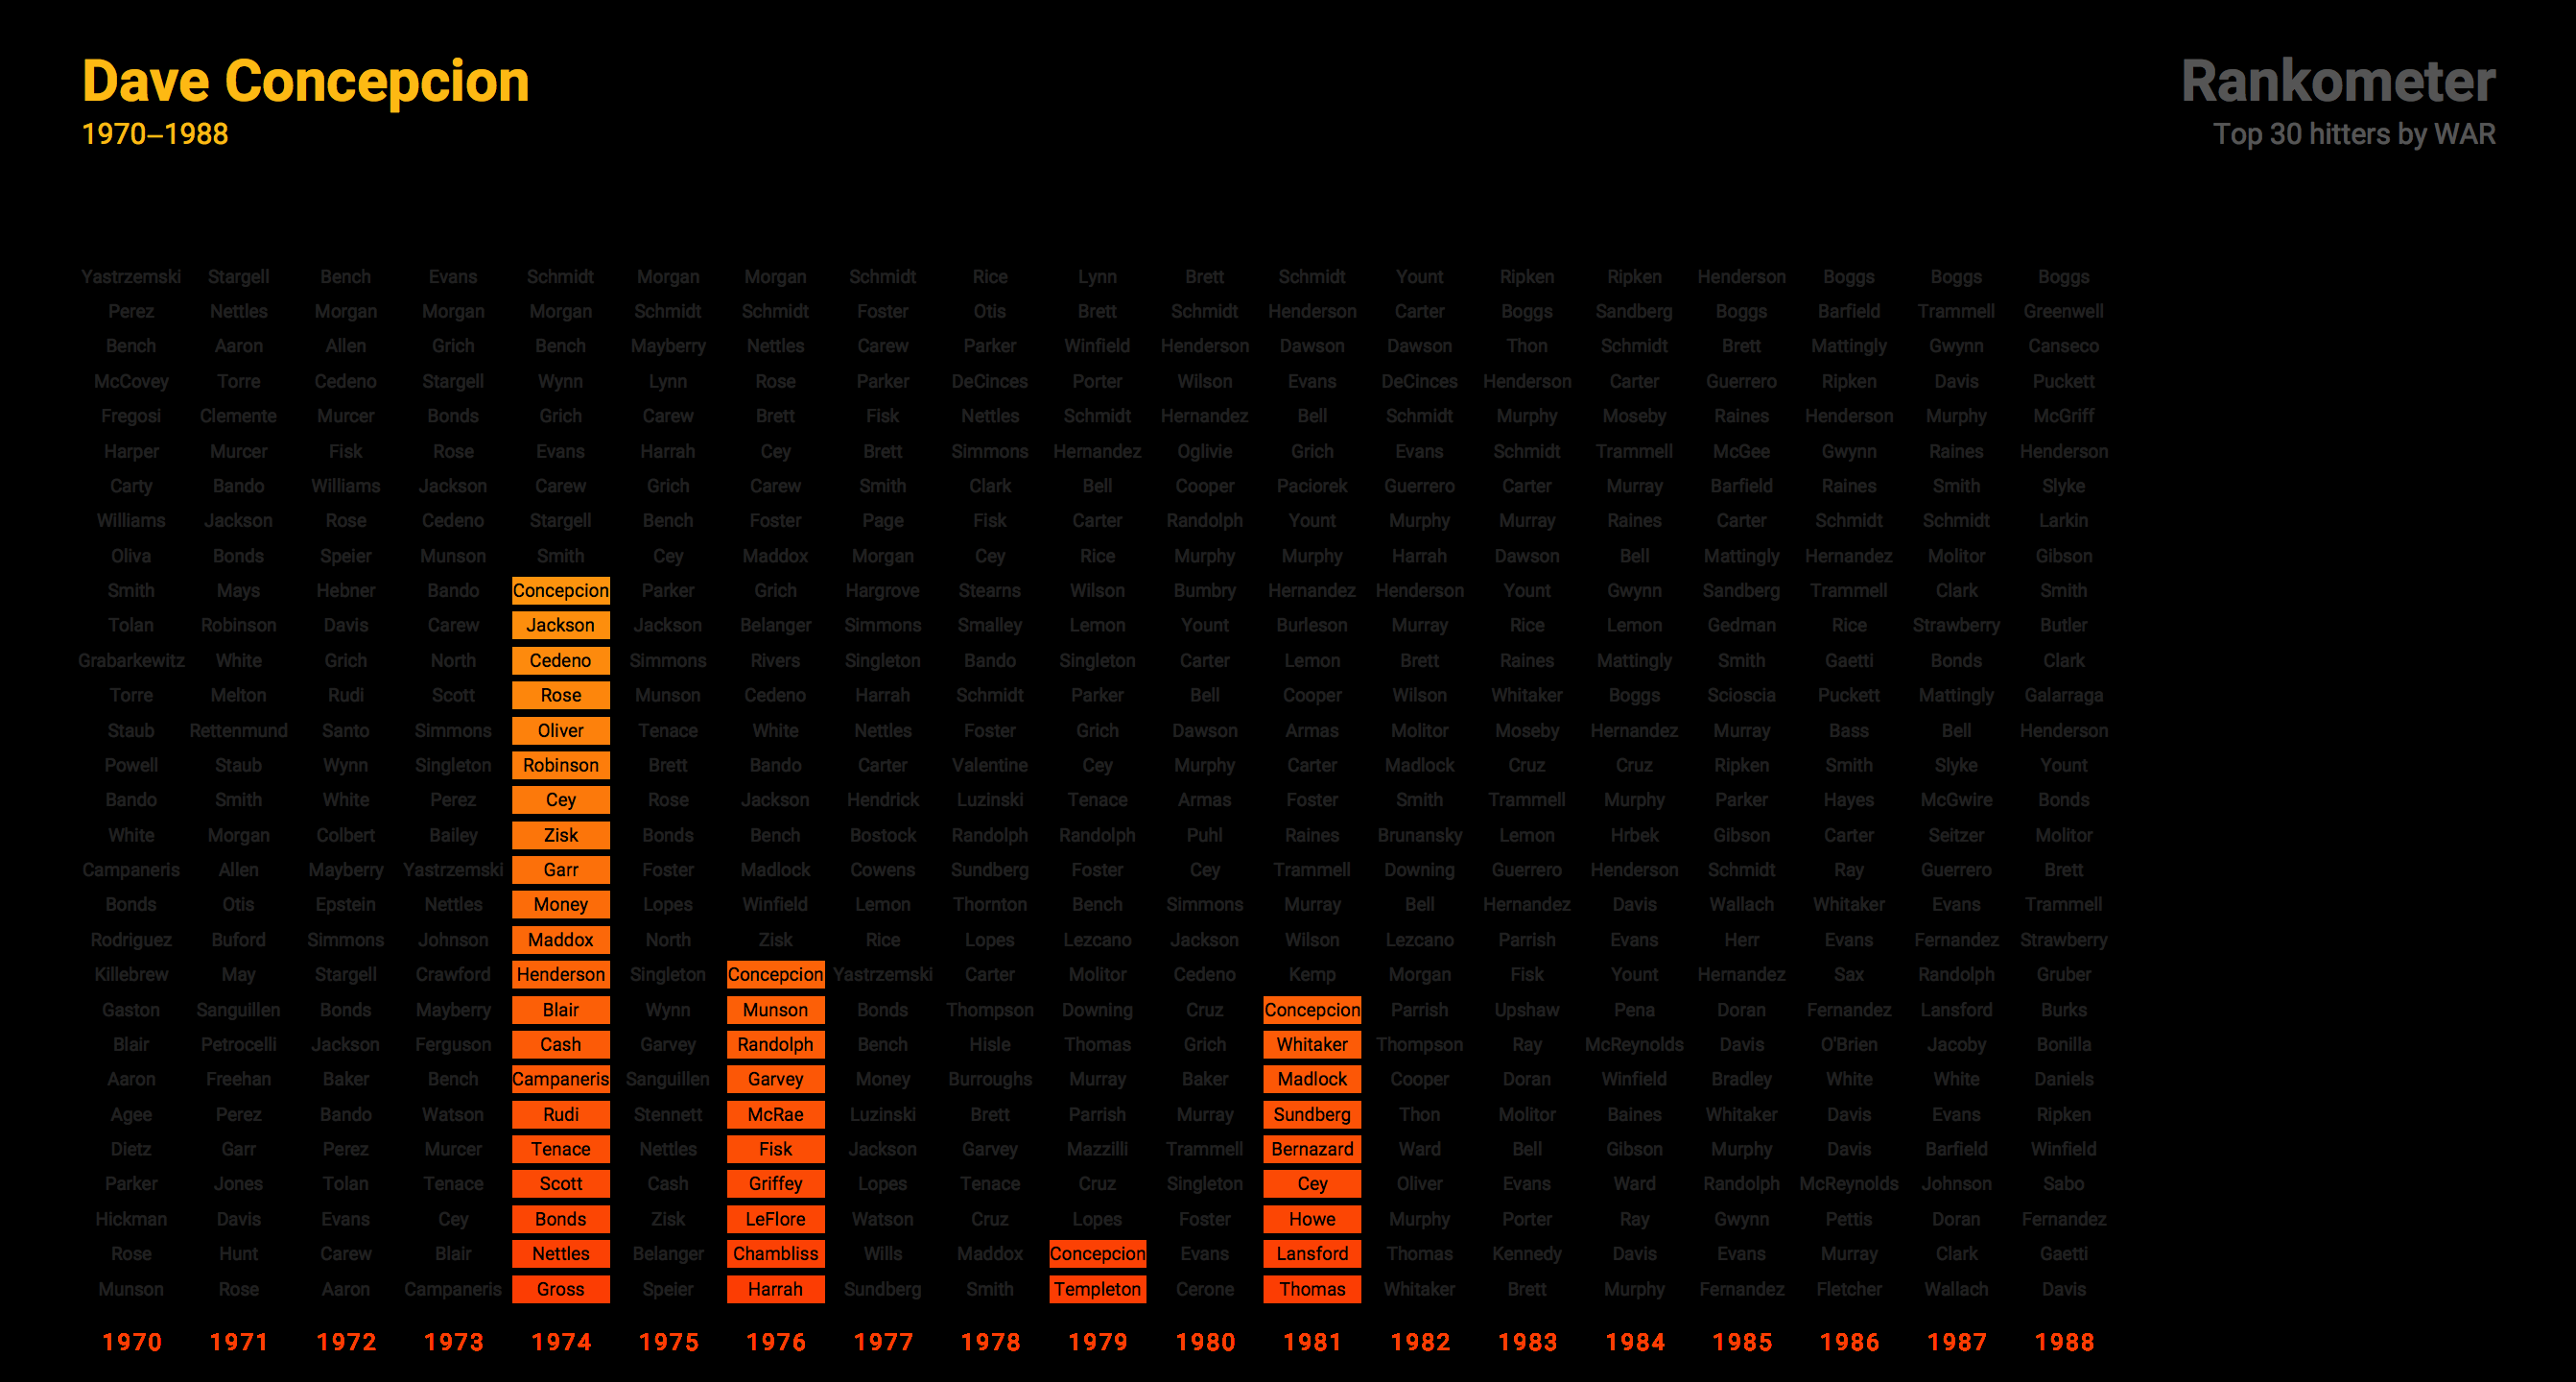 Dave Concepcion
1970–1988
Rankometer
Top 30 hitters by WAR
Yastrzemski Stargell Bench Evans Schmidt Morgan Morgan Schmidt Rice Lynn Brett Schmidt Yount Ripken Ripken Henderson Boggs Boggs Boggs
Perez Nettles Morgan Morgan Morgan Schmidt Schmidt Foster Otis Brett Schmidt Henderson Carter Boggs Sandberg Boggs Barfield Trammell Greenwell
Bench Aaron Allen Grich Bench Mayberry Nettles Carew Parker Winfield Henderson Dawson Dawson Thon Schmidt Brett Mattingly Gwynn Canseco
McCovey Torre Cedeno Stargell Wynn Lynn Rose Parker DeCinces Porter Wilson Evans DeCinces Henderson Carter Guerrero Ripken Davis Puckett
Fregosi Clemente Murcer Bonds Grich Carew Brett Fisk Nettles Schmidt Hernandez Bell Schmidt Murphy Moseby Raines Henderson Murphy McGriff
Harper Murcer Fisk Rose Evans Harrah Cey Brett Simmons Hernandez Oglivie Grich Evans Schmidt Trammell McGee Gwynn Raines Henderson
Carty Bando Williams Jackson Carew Grich Carew Smith Clark Bell Cooper Paciorek Guerrero Carter Murray Barfield Raines Smith Slyke
Williams Jackson Rose Cedeno Stargell Bench Foster Page Fisk Carter Randolph Yount Murphy Murray Raines Carter Schmidt Schmidt Larkin
Oliva Bonds Speier Munson Smith Cey Maddox Morgan Cey Rice Murphy Murphy Harrah Dawson Bell Mattingly Hernandez Molitor Gibson
Smith Mays Hebner Bando Concepcion Parker Grich Hargrove Stearns Wilson Bumbry Hernandez Henderson Yount Gwynn Sandberg Trammell Clark Smith
Tolan Robinson Davis Carew Jackson Jackson Belanger Simmons Smalley Lemon Yount Burleson Murray Rice Lemon Gedman Rice Strawberry Butler
Grabarkewitz White Grich North Cedeno Simmons Rivers Singleton Bando Singleton Carter Lemon Brett Raines Mattingly Smith Gaetti Bonds Clark
Torre Melton Rudi Scott Rose Munson Cedeno Harrah Schmidt Parker Bell Cooper Wilson Whitaker Boggs Scioscia Puckett Mattingly Galarraga
Staub Rettenmund Santo Simmons Oliver Tenace White Nettles Foster Grich Dawson Armas Molitor Moseby Hernandez Murray Bass Bell Henderson
Powell Staub Wynn Singleton Robinson Brett Bando Carter Valentine Cey Murphy Carter Madlock Cruz Cruz Ripken Smith Slyke Yount
Bando Smith White Perez Cey Rose Jackson Hendrick Luzinski Tenace Armas Foster Smith Trammell Murphy Parker Hayes McGwire Bonds
White Morgan Colbert Bailey Zisk Bonds Bench Bostock Randolph Randolph Puhl Raines Brunansky Lemon Hrbek Gibson Carter Seitzer Molitor
Campaneris Allen Mayberry Yastrzemski Garr Foster Madlock Cowens Sundberg Foster Cey Trammell Downing Guerrero Henderson Schmidt Ray Guerrero Brett
Bonds Otis Epstein Nettles Money Lopes Winfield Lemon Thornton Bench Simmons Murray Bell Hernandez Davis Wallach Whitaker Evans Trammell
Rodriguez Buford Simmons Johnson Maddox North Zisk Rice Lopes Lezcano Jackson Wilson Lezcano Parrish Evans Herr Evans Fernandez Strawberry
Killebrew May Stargell Crawford Henderson Singleton Concepcion Yastrzemski Carter Molitor Cedeno Kemp Morgan Fisk Yount Hernandez Sax Randolph Gruber
Gaston Sanguillen Bonds Mayberry Blair Wynn Munson Bonds Thompson Downing Cruz Concepcion Parrish Upshaw Pena Doran Fernandez Lansford Burks
Blair Petrocelli Jackson Ferguson Cash Garvey Randolph Bench Hisle Thomas Grich Whitaker Thompson Ray McReynolds Davis O'Brien Jacoby Bonilla
Aaron Freehan Baker Bench Campaneris Sanguillen Garvey Money Burroughs Murray Baker Madlock Cooper Doran Winfield Bradley White White Daniels
Agee Perez Bando Watson Rudi Stennett McRae Luzinski Brett Parrish Murray Sundberg Thon Molitor Baines Whitaker Davis Evans Ripken
Dietz Garr Perez Murcer Tenace Nettles Fisk Jackson Garvey Mazzilli Trammell Bernazard Ward Bell Gibson Murphy Davis Barfield Winfield
Parker Jones Tolan Tenace Scott Cash Griffey Lopes Tenace Cruz Singleton Cey Oliver Evans Ward Randolph McReynolds Johnson Sabo
Hickman Davis Evans Cey Bonds Zisk LeFlore Watson Cruz Lopes Foster Howe Murphy Porter Ray Gwynn Pettis Doran Fernandez
Rose Hunt Carew Blair Nettles Belanger Chambliss Wills Maddox Concepcion Evans Lansford Thomas Kennedy Davis Evans Murray Clark Gaetti
Munson Rose Aaron Campaneris Gross Speier Harrah Sundberg Smith Templeton Cerone Thomas Whitaker Brett Murphy Fernandez Fletcher Wallach Davis
1970 1971 1972 1973 1974 1975 1976 1977 1978 1979 1980 1981 1982 1983 1984 1985 1986 1987 1988